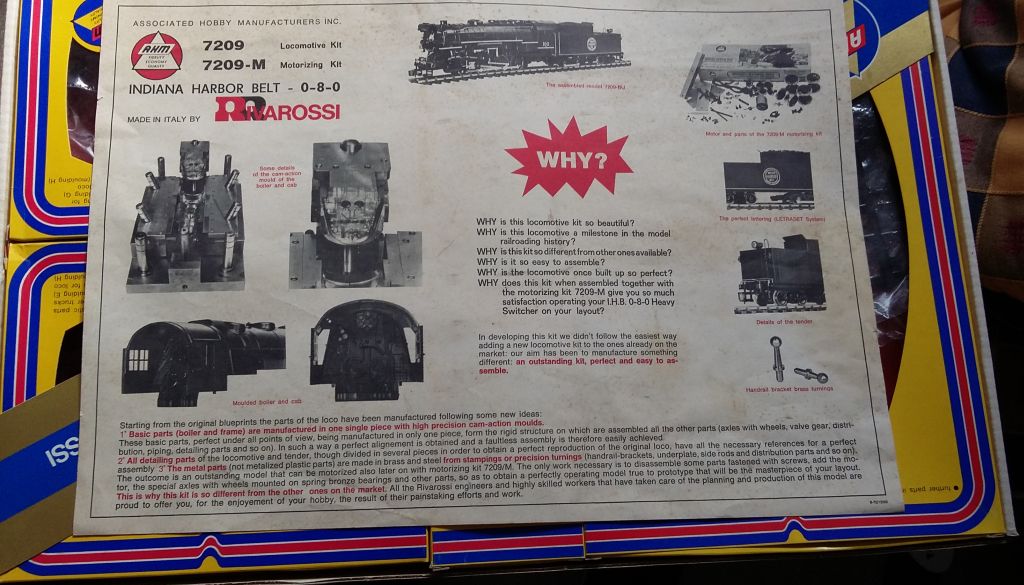 ASSOCIATED HOBBY MANUFACTURERS INC.
AHM
FIDELITY
ECONOMY
QUALITY
7209 Locomotive Kit
7209-M Motorizing Kit
INDIANA HARBOR BELT - 0-8-0
MADE IN ITALY BY RIVAROSSI
The assembled model 7209-BU
Motor and parts of the 7209-M motorizing kit
Some details
of the cam-action
mould of the
boiler and cab
WHY?
The perfect lettering (LETRASET System)
WHY is this locomotive kit so beautiful?
WHY is this locomotive a milestone in the model
railroading history?
WHY is this kit so different from other ones available?
WHY is it so easy to assemble?
WHY is the locomotive once built up so perfect?
WHY does this kit when assembled together with
the motorizing kit 7209-M give you so much
satisfaction operating your I.H.B. 0-8-0 Heavy
Switcher on your layout?
Details of the tender
In developing this kit we didn't follow the easiest way
adding a new locomotive kit to the ones already on the
market: our aim has been to manufacture something
different: an outstanding kit, perfect and easy to as-
semble.
Handrail bracket brass turnings
Moulded boiler and cab
Starting from the original blueprints the parts of the loco have been manufactured following some new ideas:
1° Basic parts (boiler and frame) are manufactured in one single piece with high precision cam-action moulds.
These basic parts, perfect under all points of view, being manufactured in only one piece, form the rigid structure on which are assembled all the other parts (axles with wheels, valve gear, distri-
bution, piping, detailing parts and so on). In such a way a perfect alignement is obtained and a faultless assembly is therefore easily achieved.
2° All detailing parts of the locomotive and tender, though divided in several pieces in order to obtain a perfect reproduction of the original loco, have all the necessary references for a perfect
assembly. 3° The metal parts (not metalized plastic parts) are made in brass and steel from stampings or precision turnings (handrail-brackets, underplate, side rods and distribution parts and so on).
The outcome is an outstanding model that can be motorized also later on with motorizing kit 7209/M. The only work necessary is to disassemble some parts fastened with screws, add the mo-
tor, the special axles with wheels mounted on spring bronze bearings and other parts, so as to obtain a perfectly operating model true to prototype that will be the masterpiece of your layout.
This is why this kit is so different from the other ones on the market. All the Rivarossi engineers and highly skilled workers that have taken care of the planning and production of this model are
proud to offer you, for the enjoyement of your hobby, the result of their painstaking efforts and work.